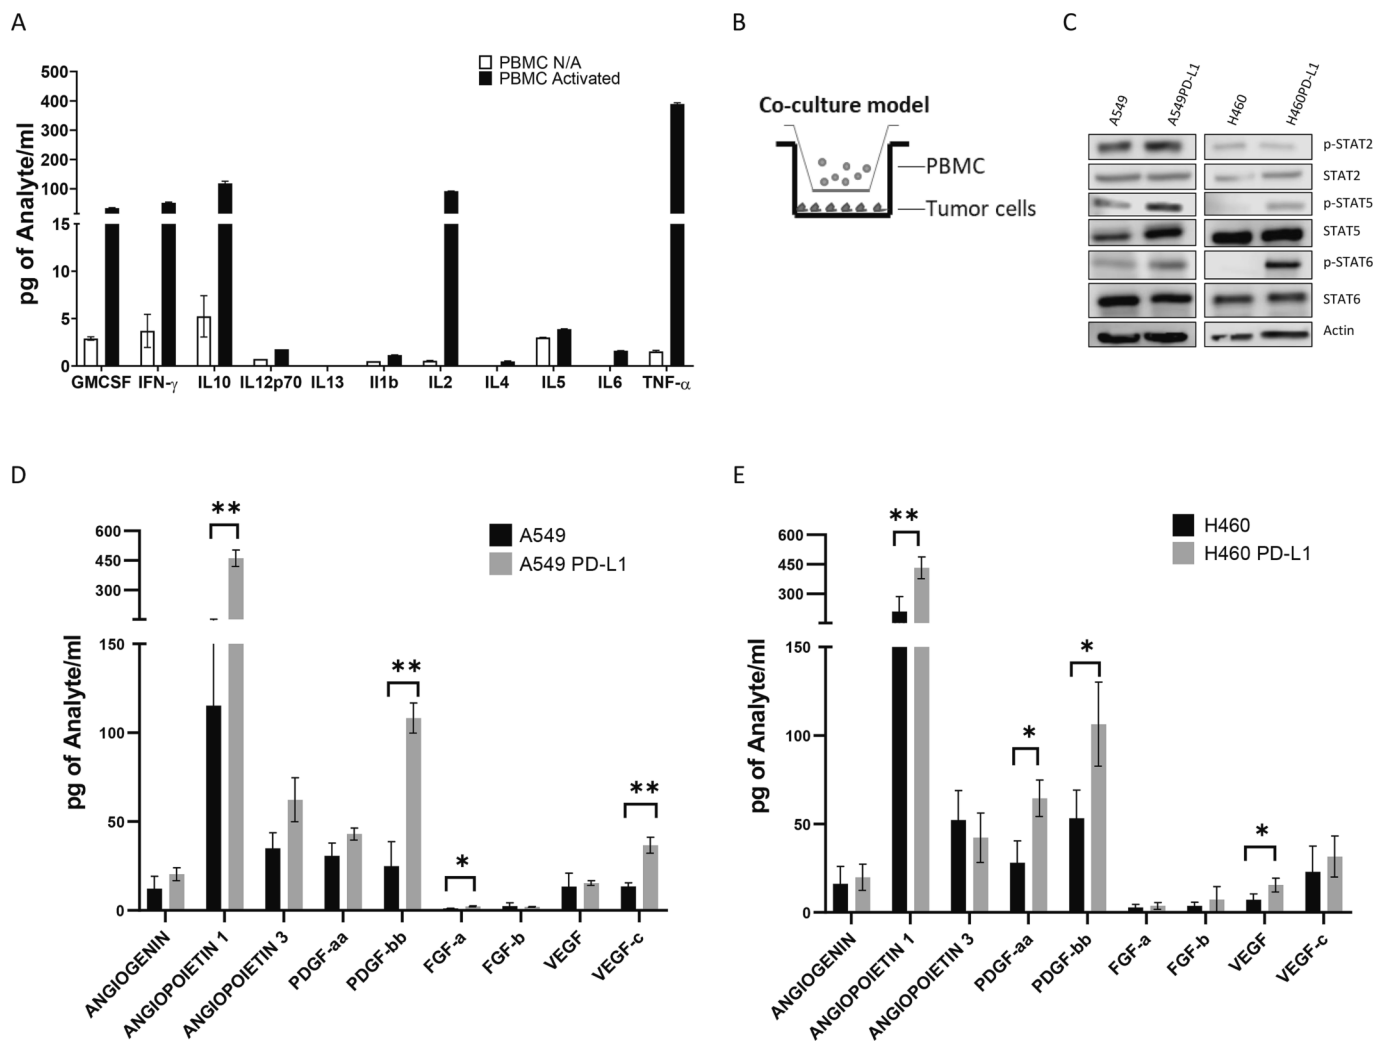 A
PBMC N/A
PBMC Activated
pg of Analyte/ml
500
400
300
200
100
15
10
5
0
GMCSF IFN-γ IL10 IL12p70 IL13 Il1b IL2 IL4 IL5 IL6 TNF-α
B
Co-culture model
PBMC
Tumor cells
C
A549 A549PD-L1 H460 H460PD-L1
p-STAT2
STAT2
p-STAT5
STAT5
p-STAT6
STAT6
Actin
D
A549
A549 PD-L1
pg of Analyte/ml
600
450
300
150
100
50
0
** ** * **
ANGIOGENIN ANGIOPOIETIN 1 ANGIOPOIETIN 3 PDGF-aa PDGF-bb FGF-a FGF-b VEGF VEGF-c
E
H460
H460 PD-L1
pg of Analyte/ml
600
450
300
150
100
50
0
** * * *
ANGIOGENIN ANGIOPOIETIN 1 ANGIOPOIETIN 3 PDGF-aa PDGF-bb FGF-a FGF-b VEGF VEGF-c